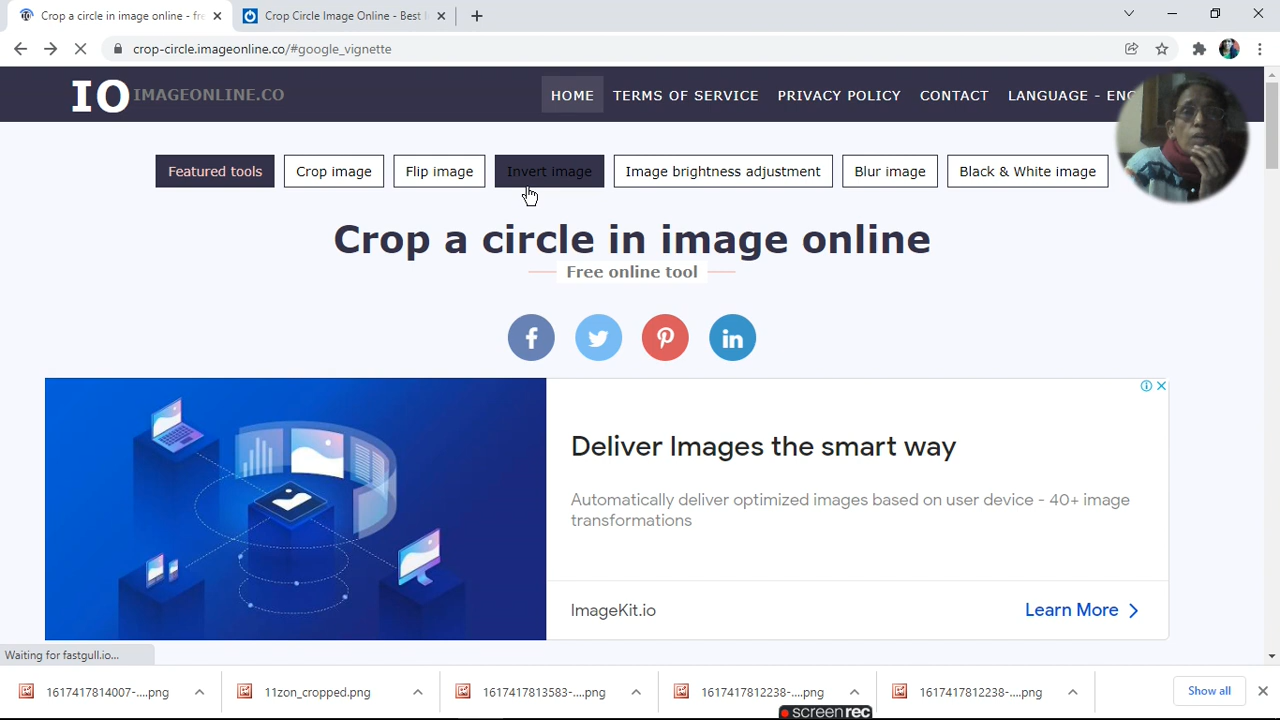 Crop a circle in image online - fre
Crop Circle Image Online - Best I
crop-circle.imageonline.co/#google_vignette
IO IMAGEONLINE.CO
HOME TERMS OF SERVICE PRIVACY POLICY CONTACT LANGUAGE - ENG
Featured tools Crop image Flip image Invert image Image brightness adjustment Blur image Black & White image
Crop a circle in image online
Free online tool
Deliver Images the smart way
Automatically deliver optimized images based on user device - 40+ image
transformations
ImageKit.io Learn More
Waiting for fastgull.io...
1617417814007-....png 11zon_cropped.png 1617417813583-....png 1617417812238-....png 1617417812238-....png Show all
screenrec